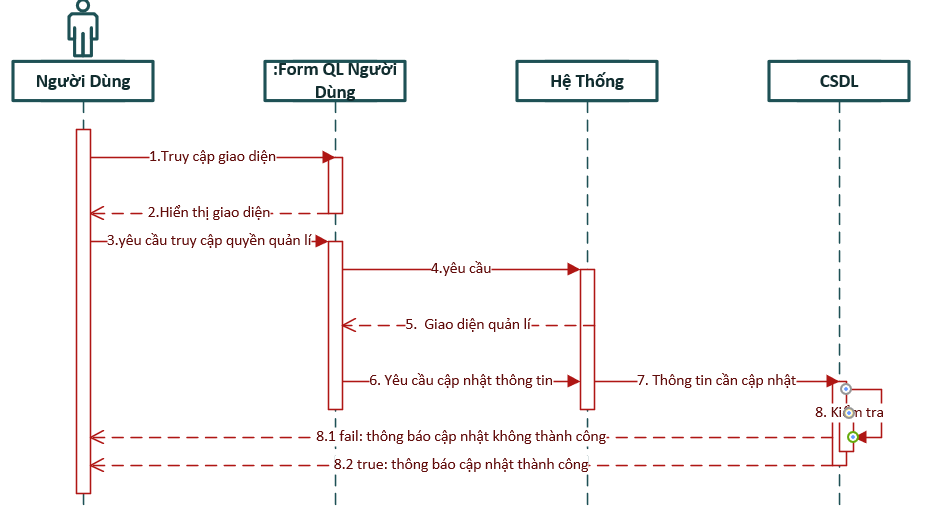 Người Dùng
:Form QL Người
Dùng
Hệ Thống
CSDL
1.Truy cập giao diện
2.Hiển thị giao diện
3.yêu cầu truy cập quyền quản lí
4.yêu cầu
5. Giao diện quản lí
6. Yêu cầu cập nhật thông tin
7. Thông tin cần cập nhật
8. Kiểm tra
8.1 fail: thông báo cập nhật không thành công
8.2 true: thông báo cập nhật thành công